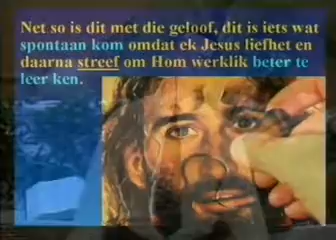 Net so is dit met die geloof, dit is iets wat
spontaan kom omdat ek Jesus liefhet en
daarna streef om Hom werklik beter te
leer ken.